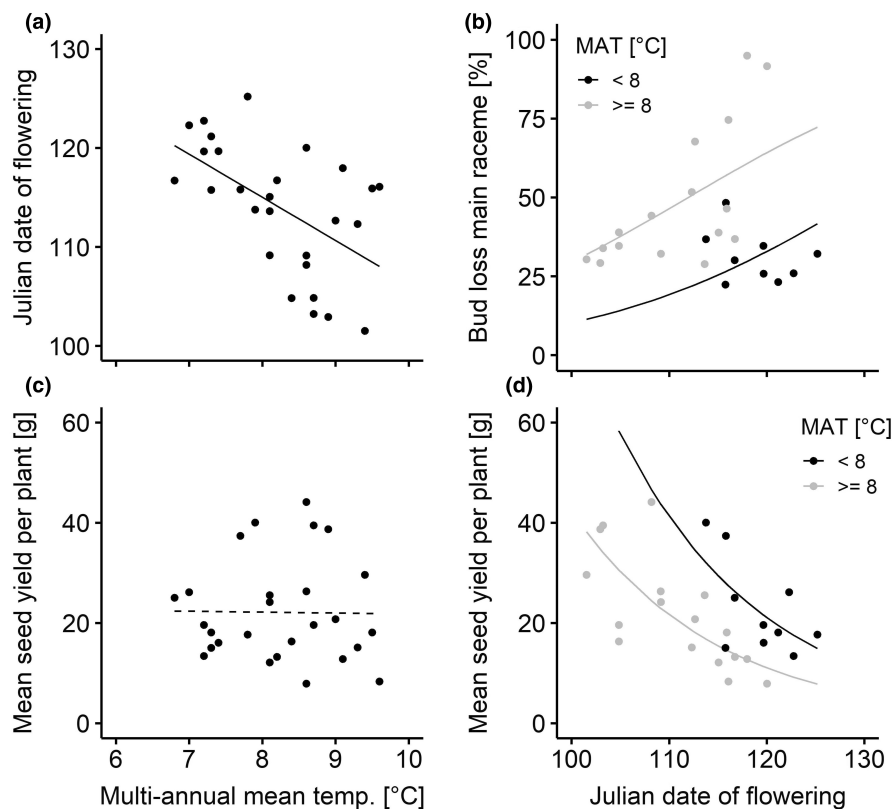 (a)
130
120
110
100
Julian date of flowering
(b)
100
75
50
25
0
Bud loss main raceme [%]
MAT [°C]
< 8
>= 8
(c)
60
40
20
0
Mean seed yield per plant [g]
6 7 8 9 10
Multi-annual mean temp. [°C]
(d)
60
40
20
0
Mean seed yield per plant [g]
MAT [°C]
< 8
>= 8
100 110 120 130
Julian date of flowering